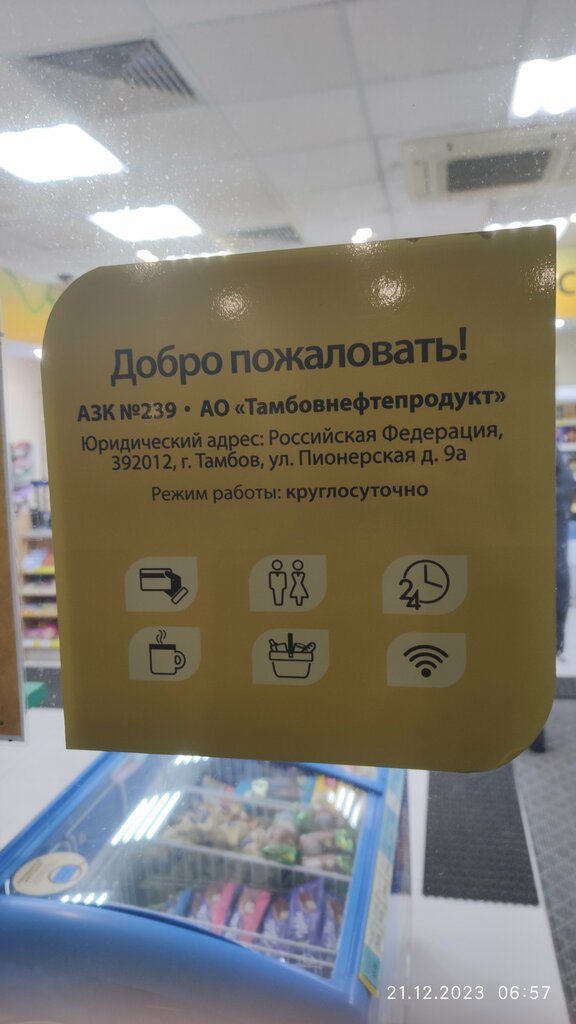 Добро пожаловать!
АЗК №239 • АО «Тамбовнефтепродукт»
Юридический адрес: Российская Федерация,
392012, г. Тамбов, ул. Пионерская д. 9а
Режим работы: круглосуточно
24
21.12.2023 06:57